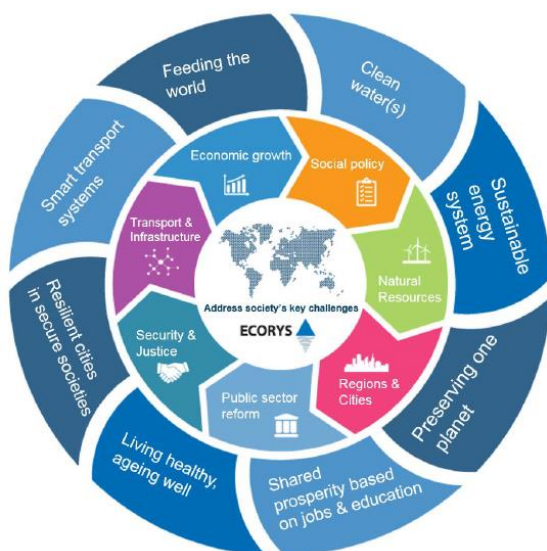 Feeding the
world
Clean
water(s)
Sustainable
energy
system
Preserving one
planet
Shared
prosperity based
on jobs & education
Living healthy,
ageing well
Resilient cities
in secure societies
Smart transport
systems
Economic growth
Social policy
Natural
Resources
Regions &
Cities
Public sector
reform
Security &
Justice
Transport &
Infrastructure
Address society's key challenges
ECORYS